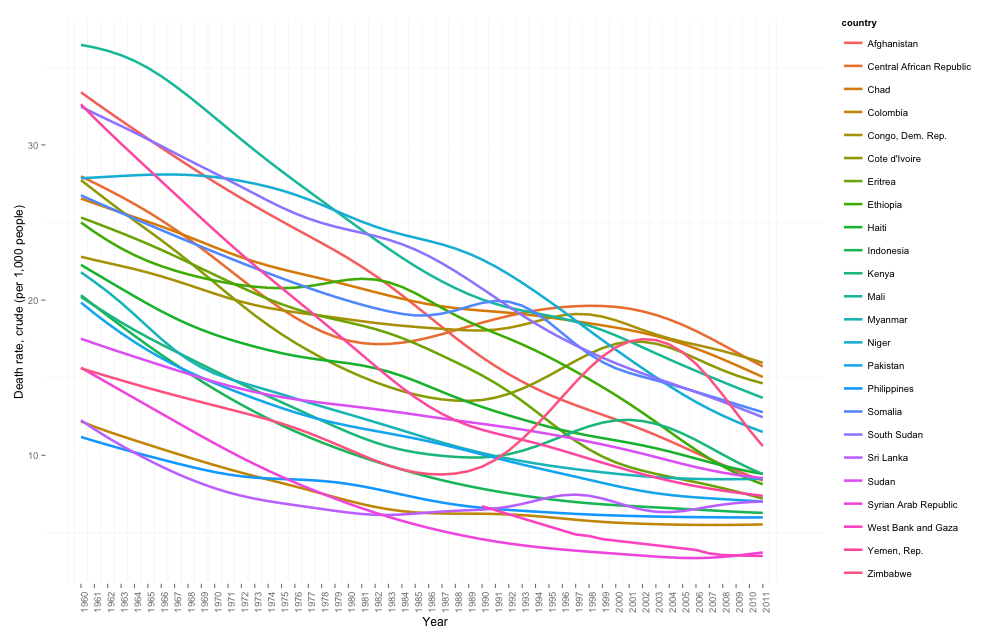 country
Afghanistan
Central African Republic
Chad
Colombia
Congo, Dem. Rep.
Cote d'Ivoire
Eritrea
Ethiopia
Haiti
Indonesia
Kenya
Mali
Myanmar
Niger
Pakistan
Philippines
Somalia
South Sudan
Sri Lanka
Sudan
Syrian Arab Republic
West Bank and Gaza
Yemen, Rep.
Zimbabwe
Death rate, crude (per 1,000 people)
30
20
10
1960 1961 1962 1963 1964 1965 1966 1967 1968 1969 1970 1971 1972 1973 1974 1975 1976 1977 1978 1979 1980 1981 1982 1983 1984 1985 1986 1987 1988 1989 1990 1991 1992 1993 1994 1995 1996 1997 1998 1999 2000 2001 2002 2003 2004 2005 2006 2007 2008 2009 2010 2011
Year